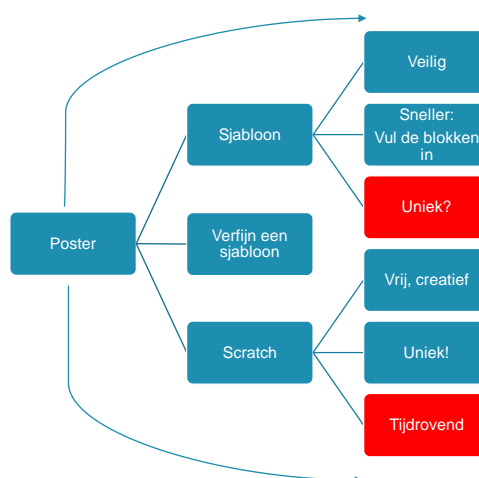 Poster
Sjabloon
Veilig
Sneller:
Vul de blokken
in
Uniek?
Verfijn een
sjabloon
Scratch
Vrij, creatief
Uniek!
Tijdrovend